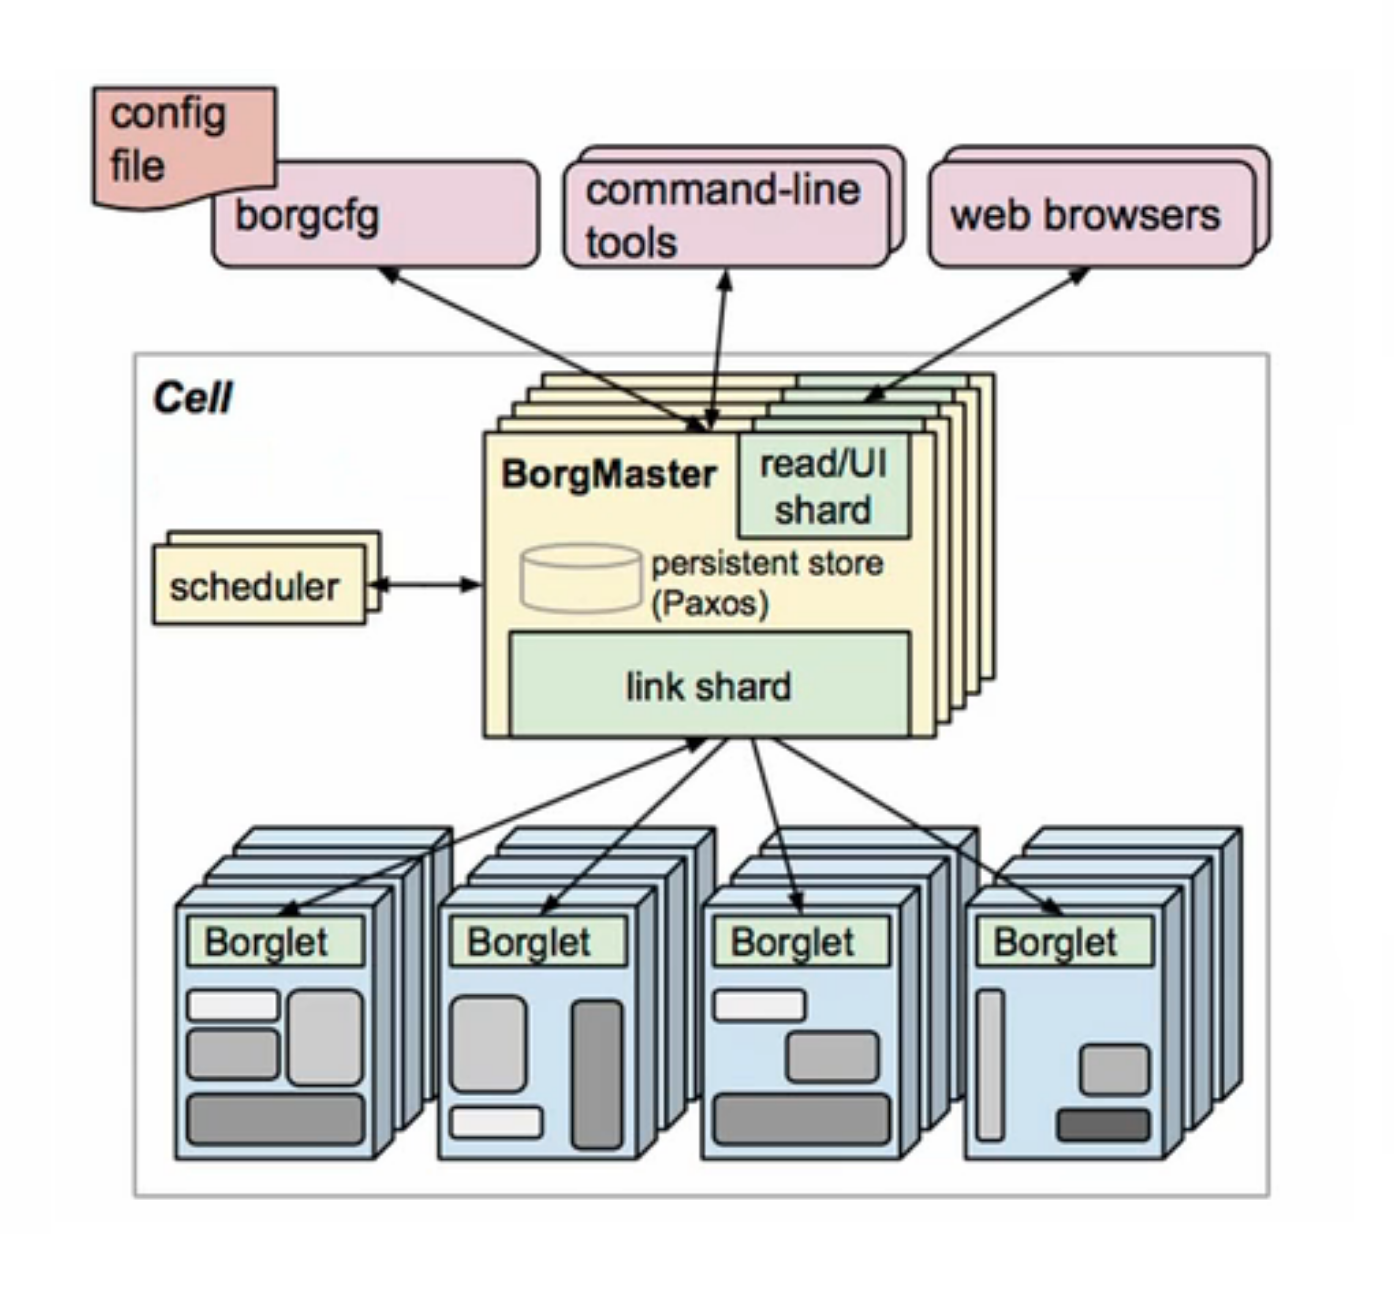 config
file
borgcfg
command-line
tools
web browsers
Cell
BorgMaster
read/UI
shard
scheduler
persistent store
(Paxos)
link shard
Borglet
Borglet
Borglet
Borglet